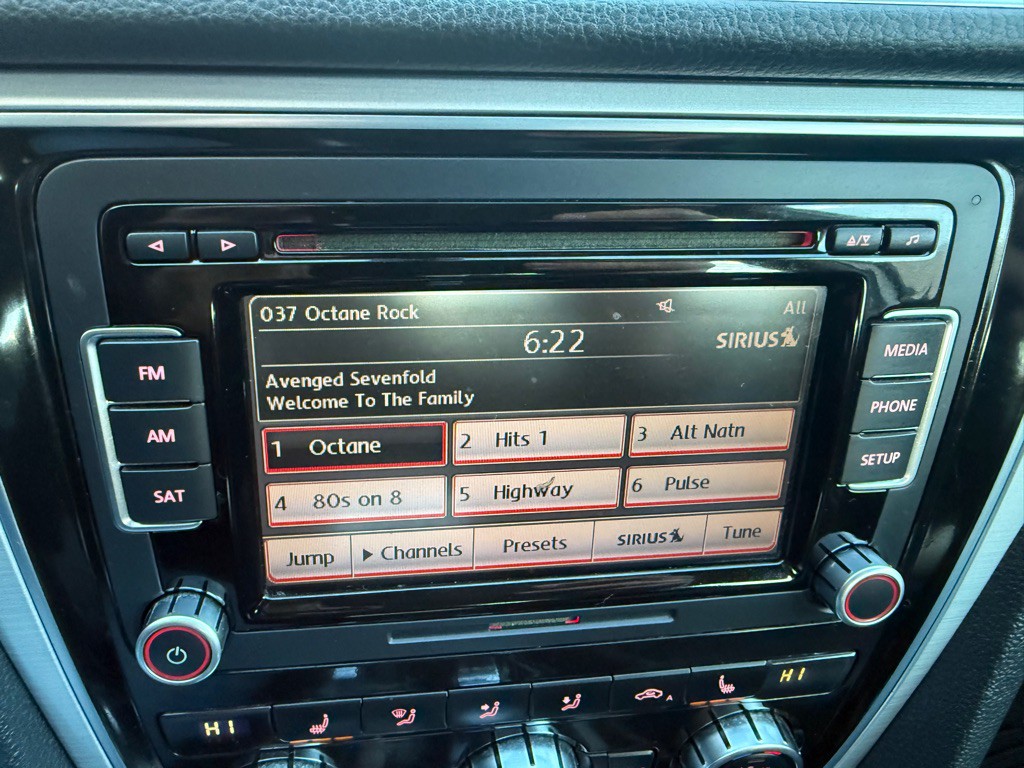 037 Octane Rock
All
6:22
SIRIUS
Avenged Sevenfold
Welcome To The Family
1 Octane
2 Hits 1
3 Alt Natn
4 80s on 8
5 Highway
6 Pulse
Jump
Channels
Presets
SIRIUS
Tune
FM
AM
SAT
MEDIA
PHONE
SETUP
HI
A
HI